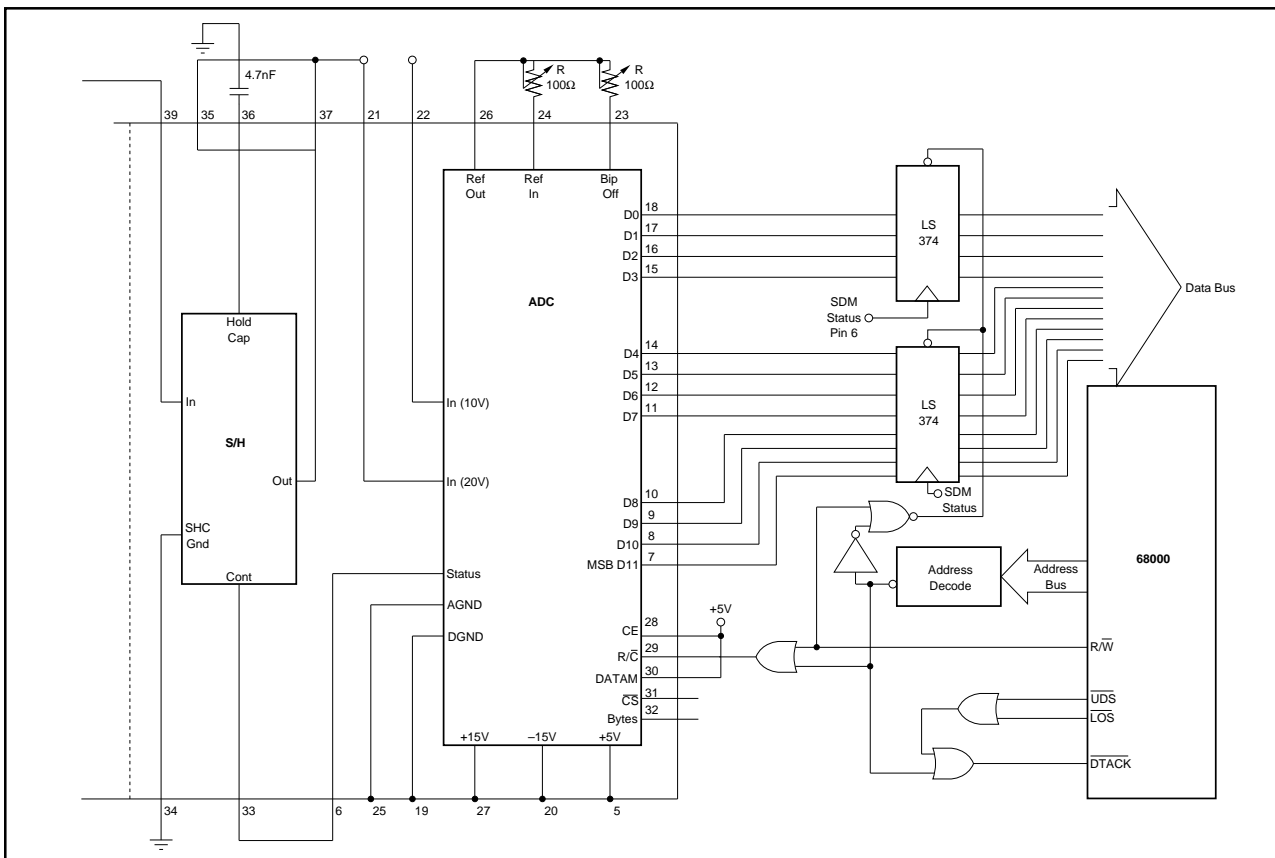 4.7nF
R
100Ω
R
100Ω
39
35
36
37
21
22
26
24
23
Ref
Out
Ref
In
Bip
Off
ADC
D0
18
D1
17
D2
16
D3
15
D4
14
D5
13
D6
12
D7
11
D8
10
D9
9
D10
8
MSB D11
7
LS
374
SDM
Status
Pin 6
LS
374
SDM
Status
Data Bus
Hold
Cap
In
S/H
Out
SHC
Gnd
Cont
In (10V)
In (20V)
Status
AGND
DGND
CE
28
R/C̅
29
DATAM
30
C̅S̅
31
Bytes
32
+5V
+15V
–15V
+5V
Address
Decode
Address
Bus
68000
R/W̅
U̅D̅S̅
L̅O̅S̅
D̅T̅A̅C̅K̅
34
33
6
25
19
27
20
5